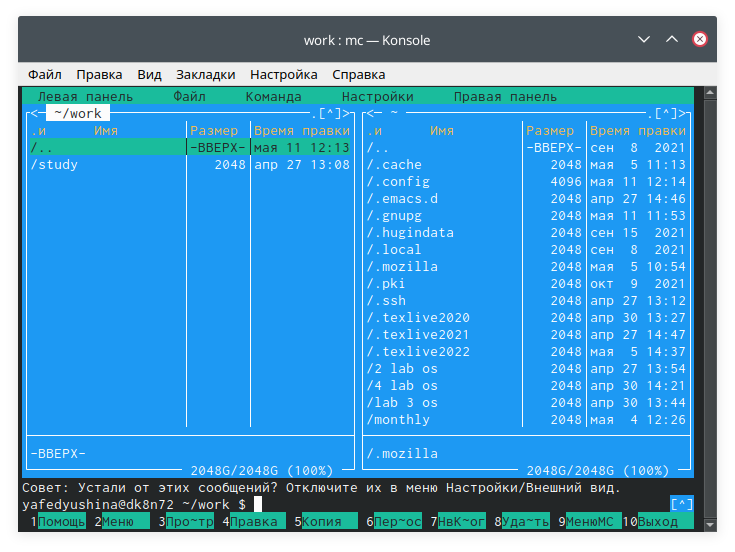 work : mc — Konsole
Файл Правка Вид Закладки Настройка Справка
Левая панель Файл Команда Настройки Правая панель
<─ ~/work ─.[^]>
.и Имя Размер Время правки
/.. -ВВЕРХ- мая 11 12:13
/study 2048 апр 27 13:08
-ВВЕРХ-
2048G/2048G (100%)
<─ ~ ─.[^]>
.и Имя Размер Время правки
/.. -ВВЕРХ- сен 8 2021
/.cache 2048 мая 5 11:13
/.config 4096 мая 11 12:14
/.emacs.d 2048 апр 27 14:46
/.gnupg 2048 мая 11 11:53
/.hugindata 2048 сен 15 2021
/.local 2048 сен 8 2021
/.mozilla 2048 мая 5 10:54
/.pki 2048 окт 9 2021
/.ssh 2048 апр 27 13:12
/.texlive2020 2048 апр 30 13:27
/.texlive2021 2048 апр 27 14:47
/.texlive2022 2048 мая 5 14:37
/2 lab os 2048 апр 27 13:54
/4 lab os 2048 апр 30 14:21
/lab 3 os 2048 апр 30 13:44
/monthly 2048 мая 4 12:26
/.mozilla
2048G/2048G (100%)
Совет: Устали от этих сообщений? Отключите их в меню Настройки/Внешний вид.
yafedyushina@dk8n72 ~/work $ [^]
1Помощь 2Меню 3Про~тр 4Правка 5Копия 6Пер~ос 7НвК~ог 8Уда~ть 9МенюMC 10Выход